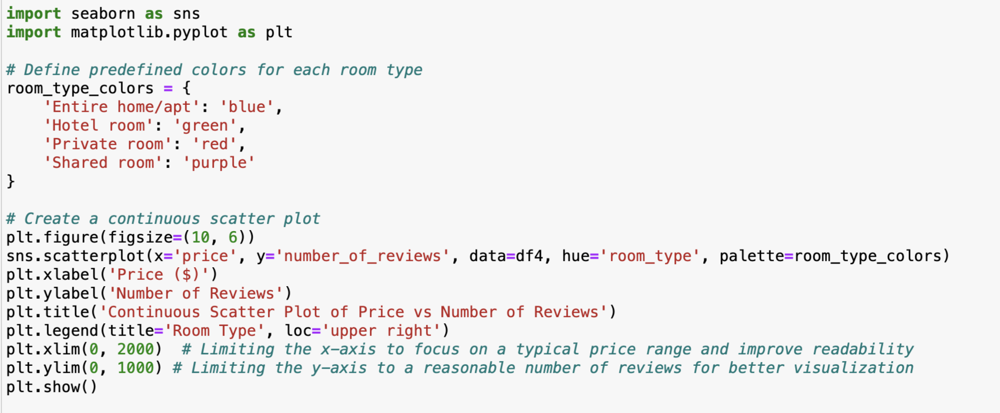 import seaborn as sns
import matplotlib.pyplot as plt

# Define predefined colors for each room type
room_type_colors = {
    'Entire home/apt': 'blue',
    'Hotel room': 'green',
    'Private room': 'red',
    'Shared room': 'purple'
}

# Create a continuous scatter plot
plt.figure(figsize=(10, 6))
sns.scatterplot(x='price', y='number_of_reviews', data=df4, hue='room_type', palette=room_type_colors)
plt.xlabel('Price ($)')
plt.ylabel('Number of Reviews')
plt.title('Continuous Scatter Plot of Price vs Number of Reviews')
plt.legend(title='Room Type', loc='upper right')
plt.xlim(0, 2000)  # Limiting the x-axis to focus on a typical price range and improve readability
plt.ylim(0, 1000) # Limiting the y-axis to a reasonable number of reviews for better visualization
plt.show()